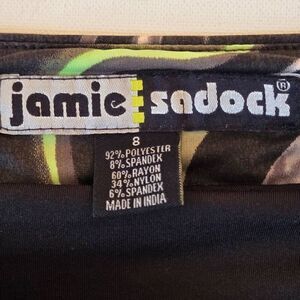 jamie sadock®
8
92% POLYESTER
8% SPANDEX
60% RAYON
34% NYLON
6% SPANDEX
MADE IN INDIA